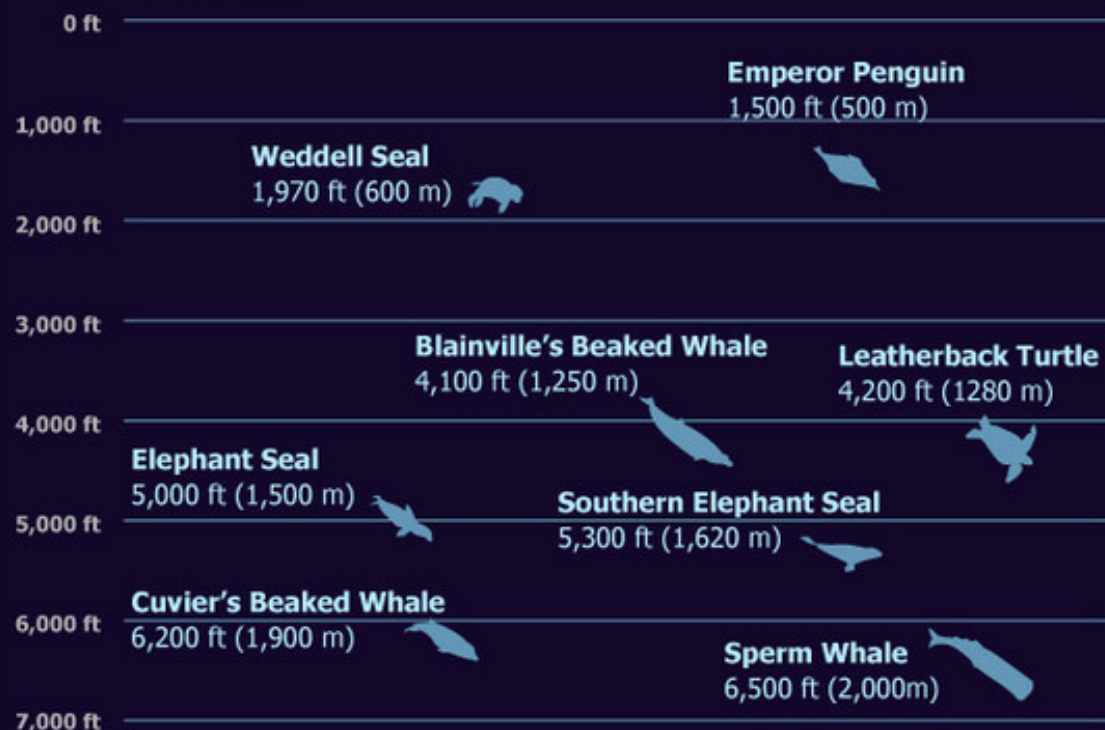 0 ft
Emperor Penguin
1,500 ft (500 m)
1,000 ft
Weddell Seal
1,970 ft (600 m)
2,000 ft
3,000 ft
Blainville's Beaked Whale
4,100 ft (1,250 m)
Leatherback Turtle
4,200 ft (1280 m)
4,000 ft
Elephant Seal
5,000 ft (1,500 m)
Southern Elephant Seal
5,300 ft (1,620 m)
5,000 ft
Cuvier's Beaked Whale
6,200 ft (1,900 m)
6,000 ft
Sperm Whale
6,500 ft (2,000m)
7,000 ft